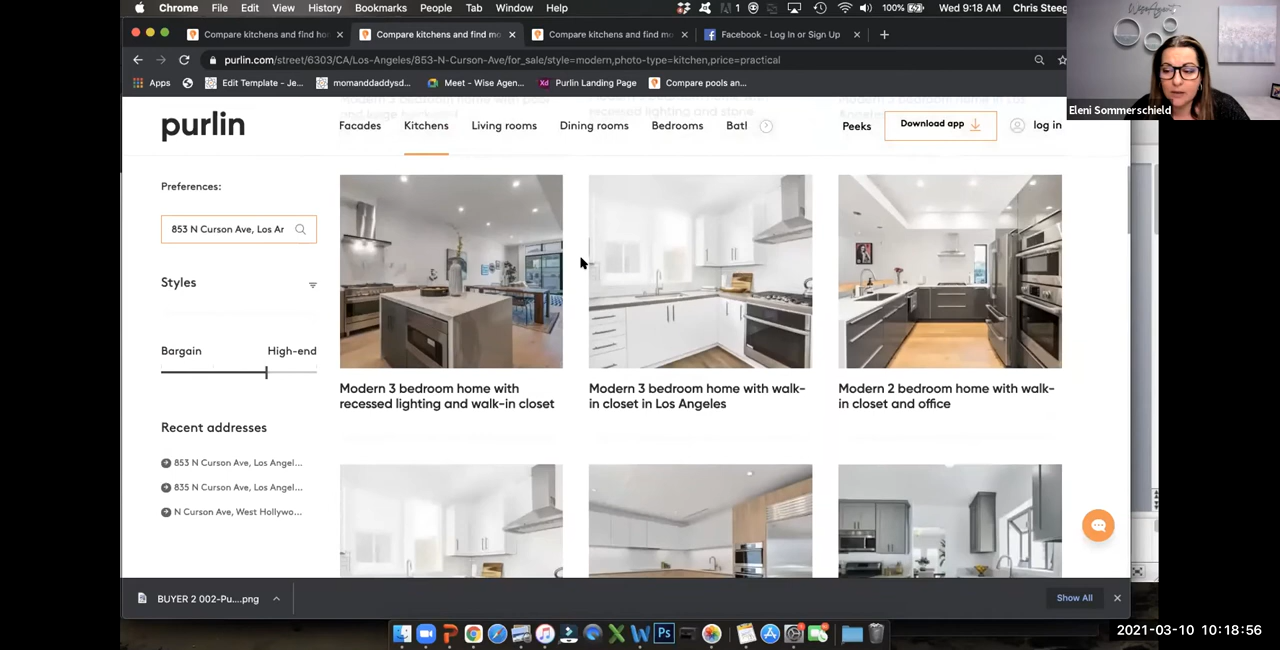 Chrome File Edit View History Bookmarks People Tab Window Help 1 100% Wed 9:18 AM Chris Steeg
Compare kitchens and find ho Compare kitchens and find mo Compare kitchens and find mo Facebook - Log In or Sign Up
purlin.com/street/6303/CA/Los-Angeles/853-N-Curson-Ave/for_sale/style=modern,photo-type=kitchen,price=practical
Apps Edit Template - Je... momanddaddysd... Meet - Wise Agen... Purlin Landing Page Compare pools an...
WiseAgent
Eleni Sommerschield
purlin Facades Kitchens Living rooms Dining rooms Bedrooms Batl Peeks Download app log in
Preferences:
853 N Curson Ave, Los Ar
Styles
Bargain High-end
Recent addresses
853 N Curson Ave, Los Angel...
835 N Curson Ave, Los Angel...
N Curson Ave, West Hollywo...
Modern 3 bedroom home with
recessed lighting and walk-in closet
Modern 3 bedroom home with walk-
in closet in Los Angeles
Modern 2 bedroom home with walk-
in closet and office
BUYER 2 002-Pu....png Show All
2021-03-10 10:18:56